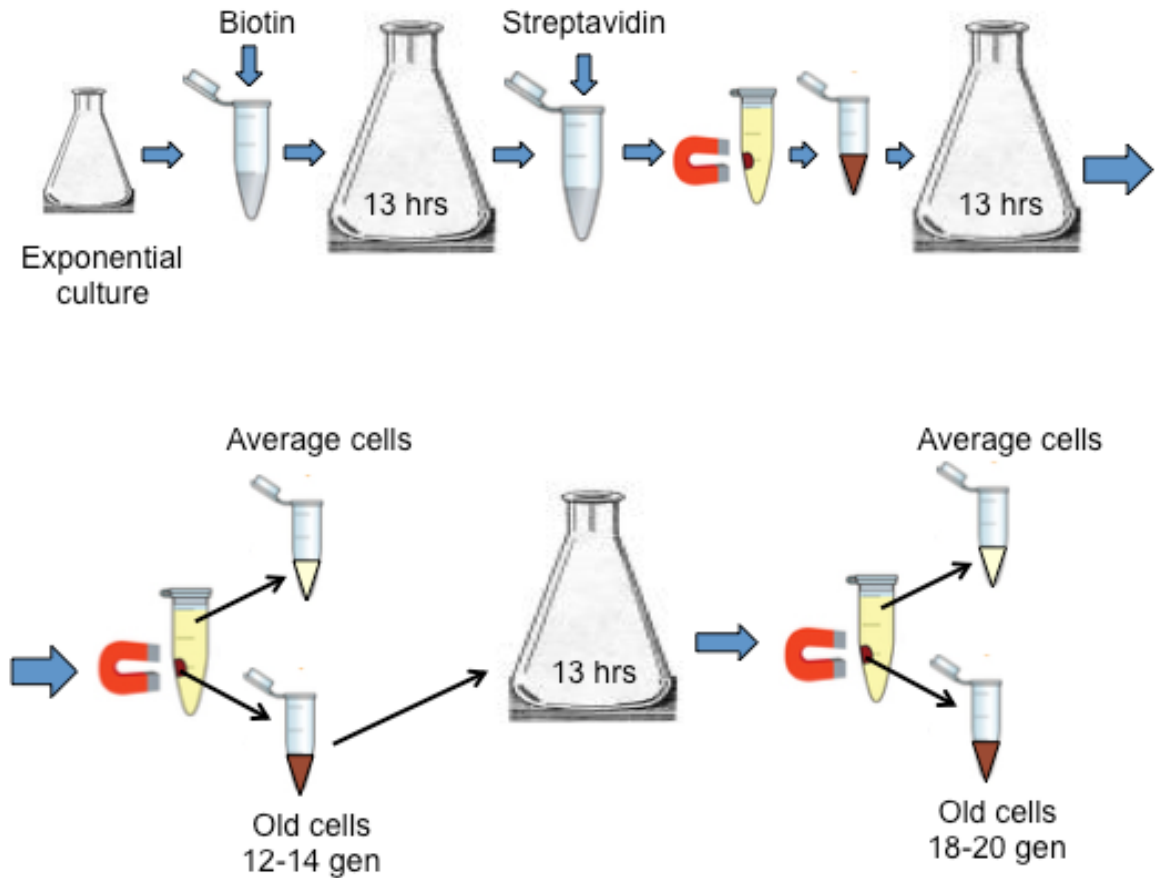 Biotin
Streptavidin
13 hrs
13 hrs
Exponential
culture
Average cells
Average cells
13 hrs
Old cells
12-14 gen
Old cells
18-20 gen